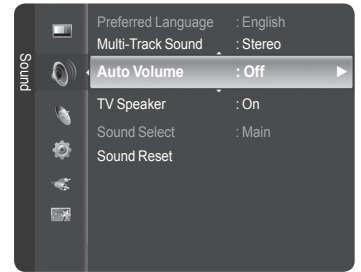 Sound
Preferred Language : English
Multi-Track Sound : Stereo
Auto Volume : Off
TV Speaker : On
Sound Select : Main
Sound Reset